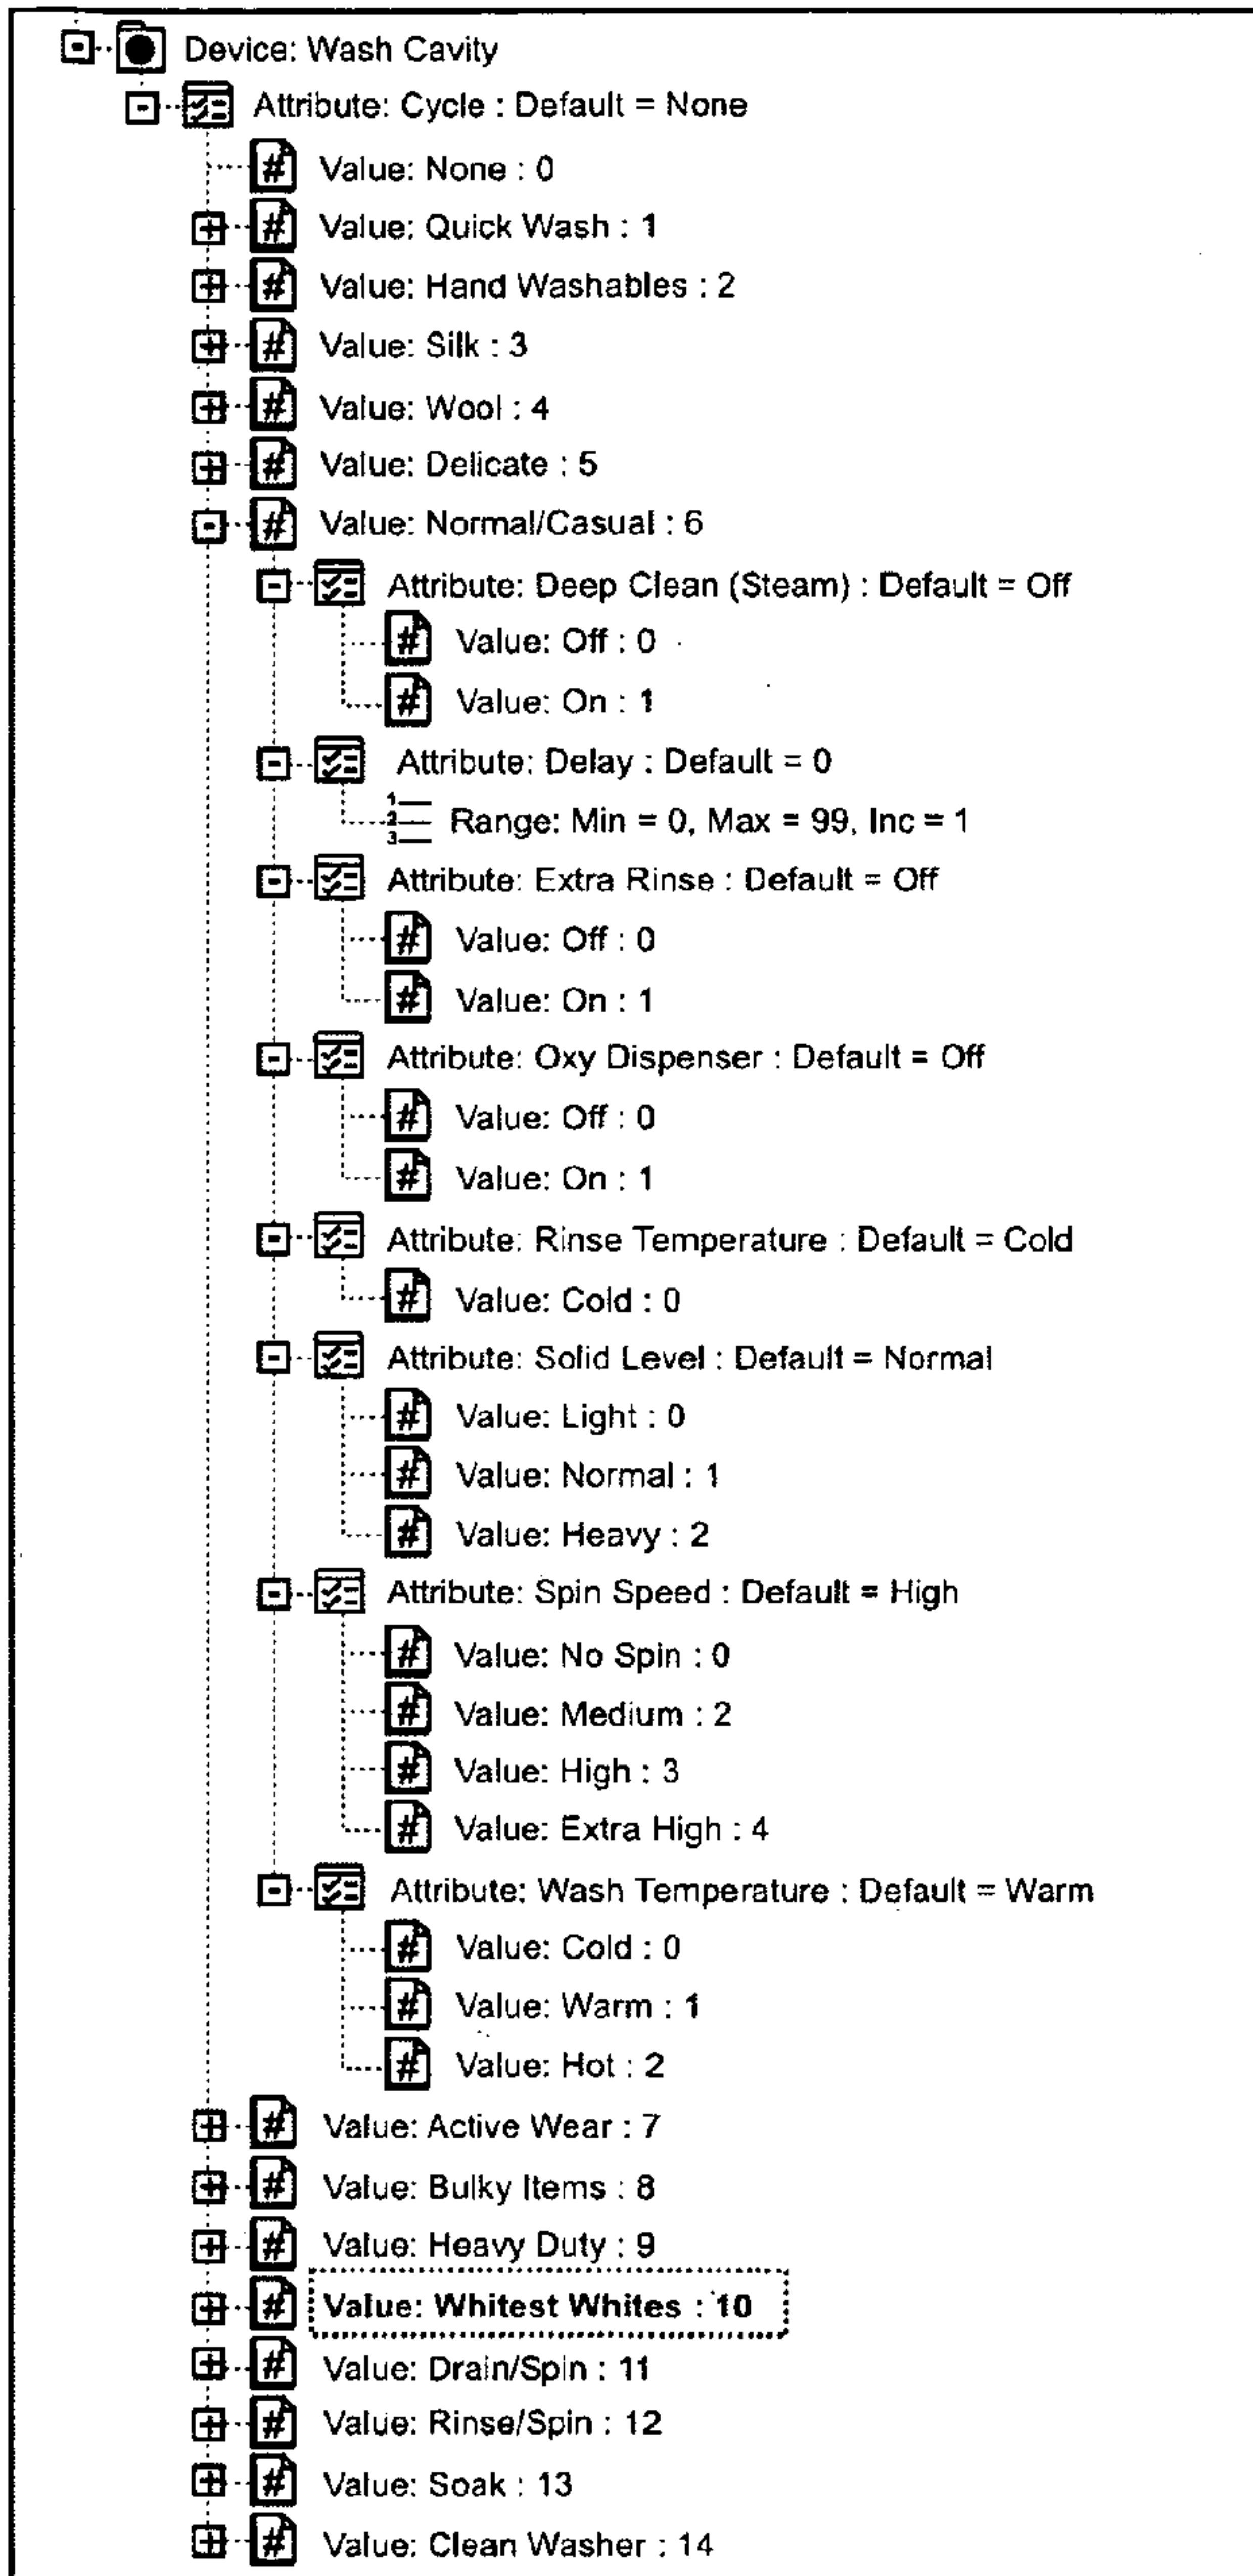 Device: Wash Cavity
Attribute: Cycle : Default = None
# Value: None : 0
# Value: Quick Wash : 1
# Value: Hand Washables : 2
# Value: Silk : 3
# Value: Wool : 4
# Value: Delicate : 5
# Value: Normal/Casual : 6
Attribute: Deep Clean (Steam) : Default = Off
# Value: Off : 0
# Value: On : 1
Attribute: Delay : Default = 0
1 2 3 Range: Min = 0, Max = 99, Inc = 1
Attribute: Extra Rinse : Default = Off
# Value: Off : 0
# Value: On : 1
Attribute: Oxy Dispenser : Default = Off
# Value: Off : 0
# Value: On : 1
Attribute: Rinse Temperature : Default = Cold
# Value: Cold : 0
Attribute: Solid Level : Default = Normal
# Value: Light : 0
# Value: Normal : 1
# Value: Heavy : 2
Attribute: Spin Speed : Default = High
# Value: No Spin : 0
# Value: Medium : 2
# Value: High : 3
# Value: Extra High : 4
Attribute: Wash Temperature : Default = Warm
# Value: Cold : 0
# Value: Warm : 1
# Value: Hot : 2
# Value: Active Wear : 7
# Value: Bulky Items : 8
# Value: Heavy Duty : 9
# Value: Whitest Whites : 10
# Value: Drain/Spin : 11
# Value: Rinse/Spin : 12
# Value: Soak : 13
# Value: Clean Washer : 14